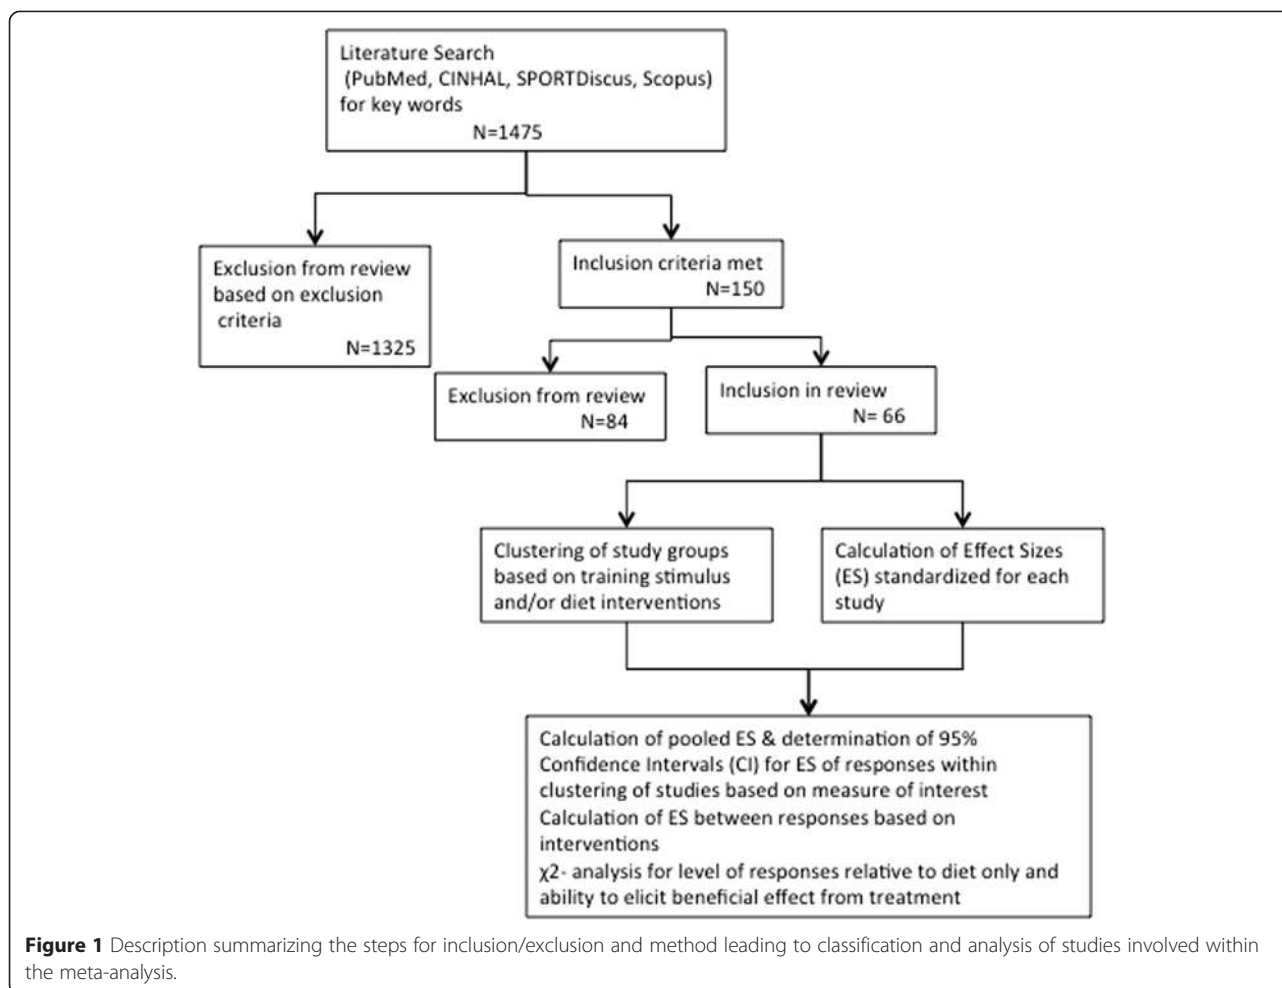 Literature Search
(PubMed, CINHAL, SPORTDiscus, Scopus)
for key words
N=1475
Exclusion from review
based on exclusion
criteria
N=1325
Inclusion criteria met
N=150
Exclusion from review
N=84
Inclusion in review
N= 66
Clustering of study groups
based on training stimulus
and/or diet interventions
Calculation of Effect Sizes
(ES) standardized for each
study
Calculation of pooled ES & determination of 95%
Confidence Intervals (CI) for ES of responses within
clustering of studies based on measure of interest
Calculation of ES between responses based on
interventions
χ2- analysis for level of responses relative to diet only and
ability to elicit beneficial effect from treatment
Figure 1 Description summarizing the steps for inclusion/exclusion and method leading to classification and analysis of studies involved within
the meta-analysis.